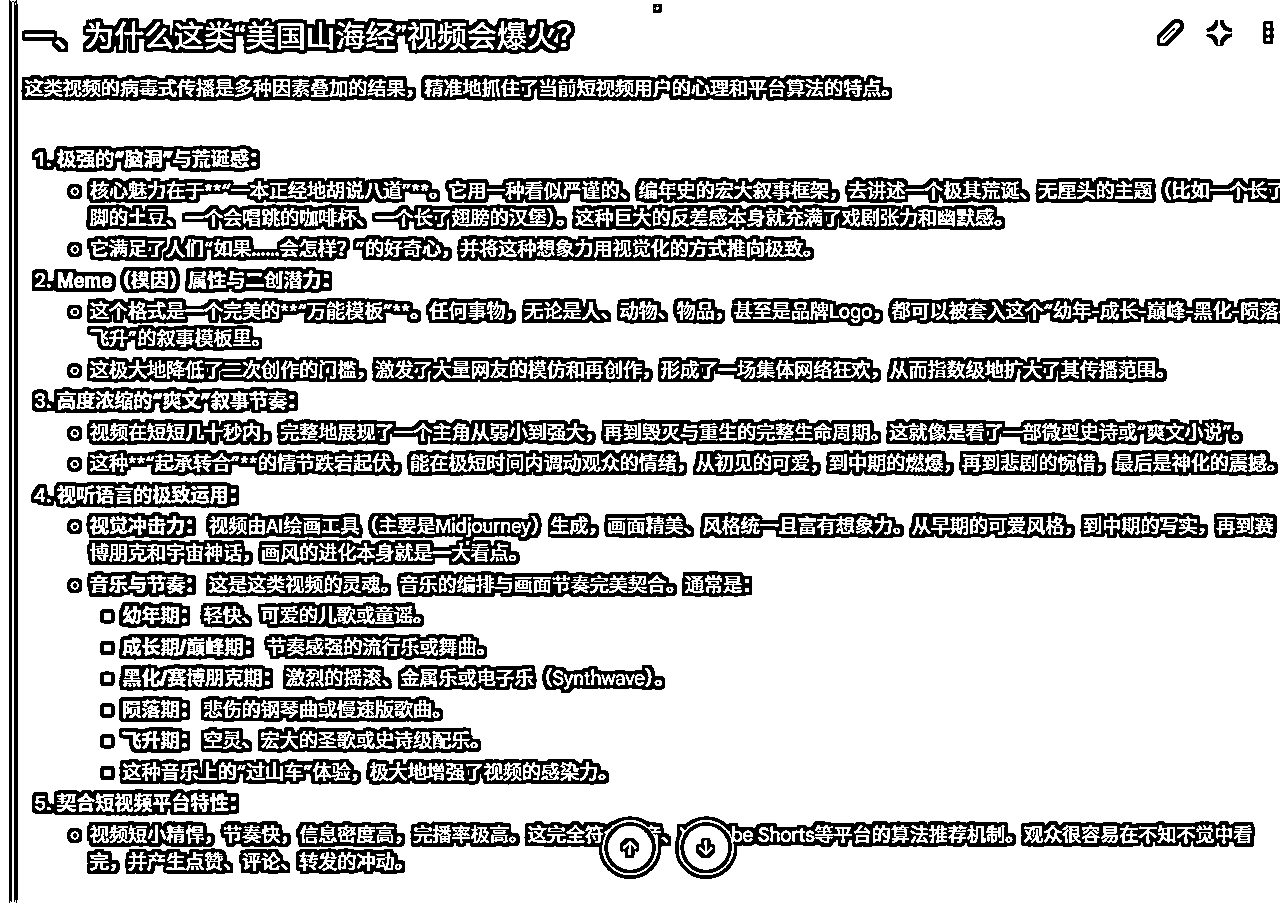 一、为什么这类“美国山海经”视频会爆火？
这类视频的病毒式传播是多种因素叠加的结果，精准地抓住了当前短视频用户的心理和平台算法的特点。
1. 极强的“脑洞”与荒诞感：
核心魅力在于**“一本正经地胡说八道”**。它用一种看似严谨的、编年史的宏大叙事框架，去讲述一个极其荒诞、无厘头的主题（比如一个长了
脚的土豆、一个会唱跳的咖啡杯、一个长了翅膀的汉堡）。这种巨大的反差感本身就充满了戏剧张力和幽默感。
它满足了人们“如果……会怎样？”的好奇心，并将这种想象力用视觉化的方式推向极致。
2. Meme（模因）属性与二创潜力：
这个格式是一个完美的**“万能模板”**。任何事物，无论是人、动物、物品，甚至是品牌Logo，都可以被套入这个“幼年-成长-巅峰-黑化-陨落-
飞升”的叙事模板里。
这极大地降低了二次创作的门槛，激发了大量网友的模仿和再创作，形成了一场集体网络狂欢，从而指数级地扩大了其传播范围。
3. 高度浓缩的“爽文”叙事节奏：
视频在短短几十秒内，完整地展现了一个主角从弱小到强大，再到毁灭与重生的完整生命周期。这就像是看了一部微型史诗或“爽文小说”。
这种**“起承转合”**的情节跌宕起伏，能在极短时间内调动观众的情绪，从初见的可爱，到中期的燃爆，再到悲剧的惋惜，最后是神化的震撼。
4. 视听语言的极致运用：
视觉冲击力： 视频由AI绘画工具（主要是Midjourney）生成，画面精美、风格统一且富有想象力。从早期的可爱风格，到中期的写实，再到赛
博朋克和宇宙神话，画风的进化本身就是一大看点。
音乐与节奏： 这是这类视频的灵魂。音乐的编排与画面节奏完美契合。通常是：
幼年期： 轻快、可爱的儿歌或童谣。
成长期/巅峰期： 节奏感强的流行乐或舞曲。
黑化/赛博朋克期： 激烈的摇滚、金属乐或电子乐（Synthwave）。
陨落期： 悲伤的钢琴曲或慢速版歌曲。
飞升期： 空灵、宏大的圣歌或史诗级配乐。
这种音乐上的“过山车”体验，极大地增强了视频的感染力。
5. 契合短视频平台特性：
视频短小精悍，节奏快，信息密度高，完播率极高。这完全符 、 be Shorts等平台的算法推荐机制。观众很容易在不知不觉中看
完，并产生点赞、评论、转发的冲动。